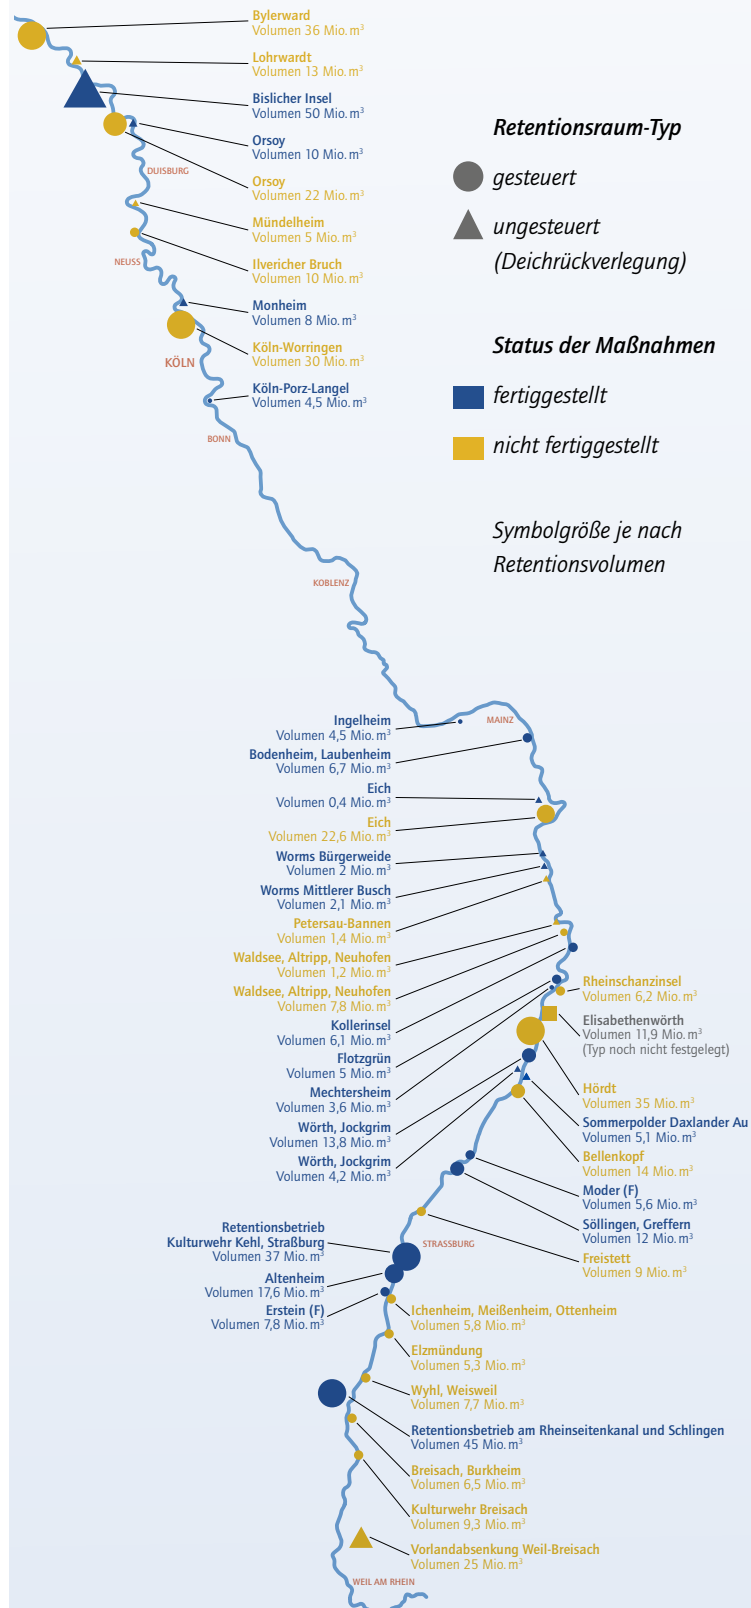 Bylerward
Volumen 36 Mio. m³
Lohrwardt
Volumen 13 Mio. m³
Bislicher Insel
Volumen 50 Mio. m³
Orsoy
Volumen 10 Mio. m³
DUISBURG
Orsoy
Volumen 22 Mio. m³
Mündelheim
Volumen 5 Mio. m³
NEUSS
Ilvericher Bruch
Volumen 10 Mio. m³
Monheim
Volumen 8 Mio. m³
KÖLN
Köln-Worringen
Volumen 30 Mio. m³
Köln-Porz-Langel
Volumen 4,5 Mio. m³
BONN
Retentionsraum-Typ
gesteuert
ungesteuert
(Deichrückverlegung)
Status der Maßnahmen
fertiggestellt
nicht fertiggestellt
Symbolgröße je nach
Retentionsvolumen
KOBLENZ
MAINZ
Ingelheim
Volumen 4,5 Mio. m³
Bodenheim, Laubenheim
Volumen 6,7 Mio. m³
Eich
Volumen 0,4 Mio. m³
Eich
Volumen 22,6 Mio. m³
Worms Bürgerweide
Volumen 2 Mio. m³
Worms Mittlerer Busch
Volumen 2,1 Mio. m³
Petersau-Bannen
Volumen 1,4 Mio. m³
Waldsee, Altripp, Neuhofen
Volumen 1,2 Mio. m³
Waldsee, Altripp, Neuhofen
Volumen 7,8 Mio. m³
Kollerinsel
Volumen 6,1 Mio. m³
Flotzgrün
Volumen 5 Mio. m³
Mechtersheim
Volumen 3,6 Mio. m³
Wörth, Jockgrim
Volumen 13,8 Mio. m³
Wörth, Jockgrim
Volumen 4,2 Mio. m³
Rheinschanzinsel
Volumen 6,2 Mio. m³
Elisabethenwörth
Volumen 11,9 Mio. m³
(Typ noch nicht festgelegt)
Hördt
Volumen 35 Mio. m³
Sommerpolder Daxlander Au
Volumen 5,1 Mio. m³
Bellenkopf
Volumen 14 Mio. m³
Moder (F)
Volumen 5,6 Mio. m³
Söllingen, Greffern
Volumen 12 Mio. m³
Freistett
Volumen 9 Mio. m³
Retentionsbetrieb
Kulturwehr Kehl, Straßburg
Volumen 37 Mio. m³
STRASSBURG
Altenheim
Volumen 17,6 Mio. m³
Erstein (F)
Volumen 7,8 Mio. m³
Ichenheim, Meißenheim, Ottenheim
Volumen 5,8 Mio. m³
Elzmündung
Volumen 5,3 Mio. m³
Wyhl, Weisweil
Volumen 7,7 Mio. m³
Retentionsbetrieb am Rheinseitenkanal und Schlingen
Volumen 45 Mio. m³
Breisach, Burkheim
Volumen 6,5 Mio. m³
Kulturwehr Breisach
Volumen 9,3 Mio. m³
Vorlandabsenkung Weil-Breisach
Volumen 25 Mio. m³
WEIL AM RHEIN